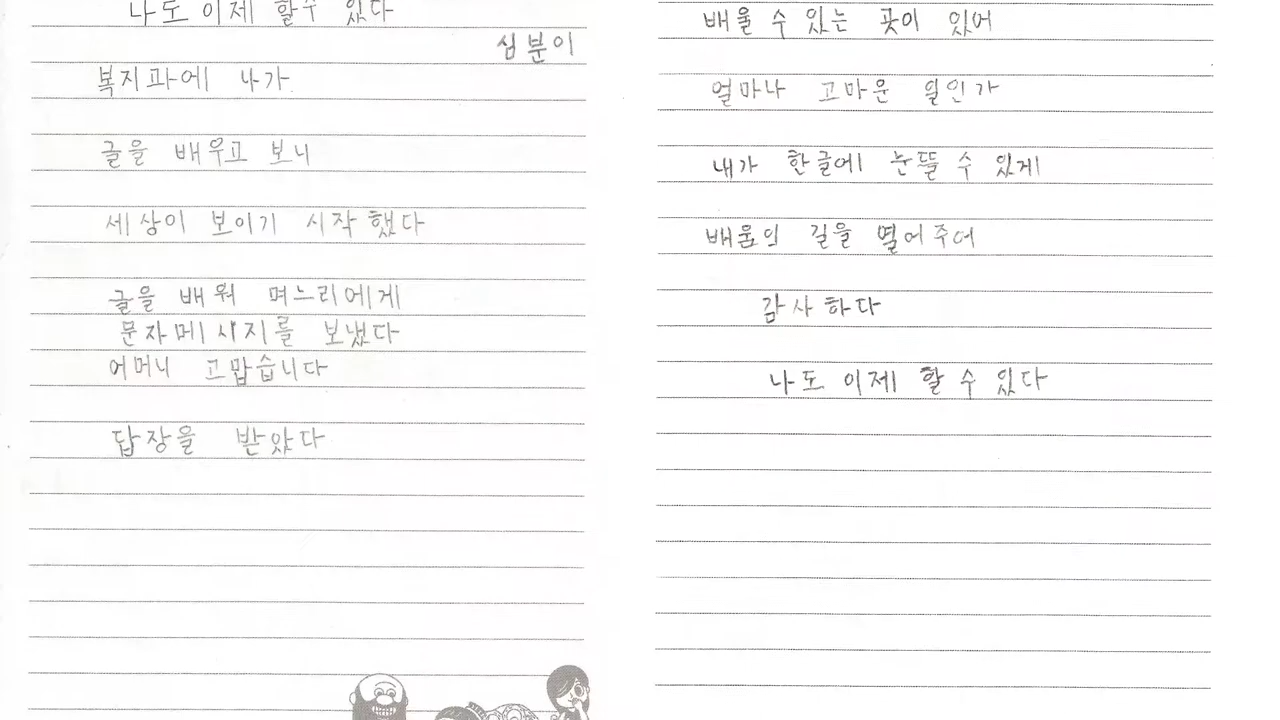 나도 이제 할수 있다
심분이
복지과에 나가
글을 배우고 보니
세상이 보이기 시작했다
글을 배워 며느리에게
문자메시지를 보냈다
어머니 고맙습니다
답장을 받았다
배울 수 있는 곳이 있어
얼마나 고마운 일인가
내가 한글에 눈뜰 수 있게
배움의 길을 열어주어
감사하다
나도 이제 할 수 있다